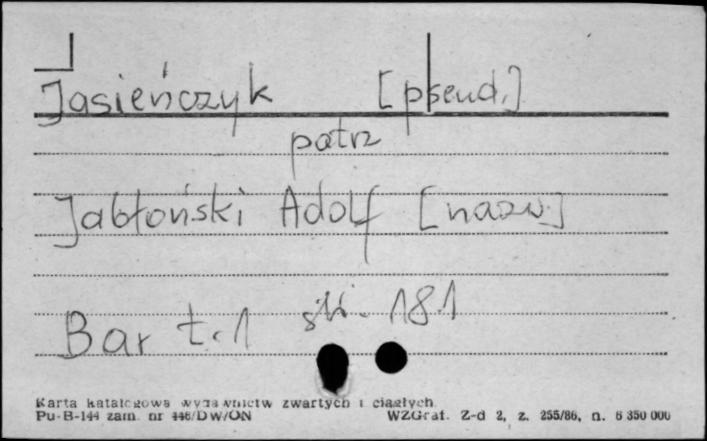 Jasieńczyk [pseud.]
patrz
Jabłoński Adolf [nazw.]
Bar t.1 str. 181
Karta katalogowa wydawnictw zwartych i ciągłych.
Pu-B-144 zam. nr 446/DW/ON WZGraf. Z-d 2, z. 255/86, n. 6 350 000